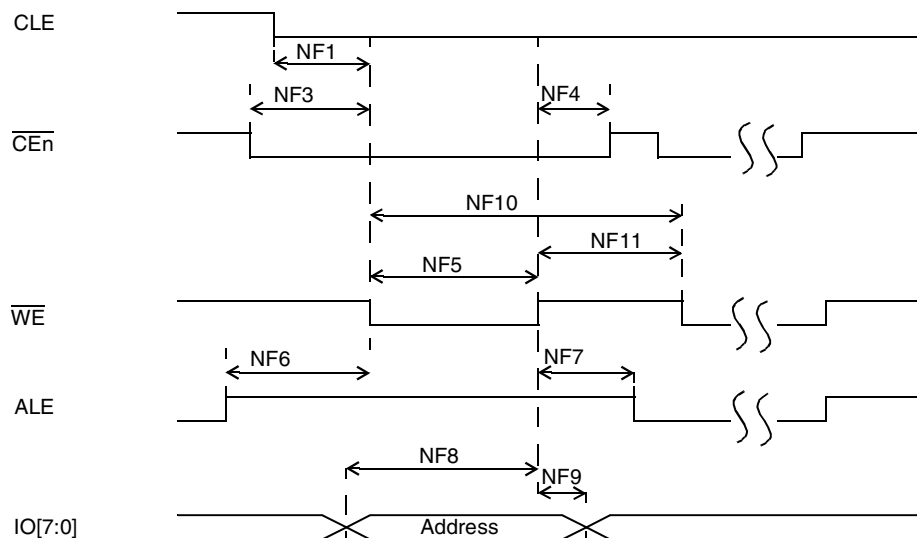 CLE
NF1
NF3
NF4
CEn
NF10
NF11
NF5
WE
NF6
NF7
ALE
NF8
NF9
IO[7:0]
Address